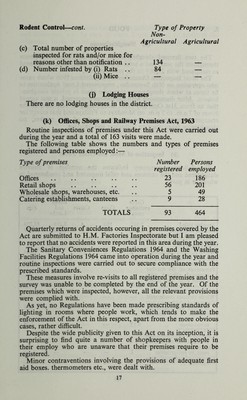 Rodent Control—cont. Type of Property
Non-
Agricultural Agricultural
(c) Total number of properties
inspected for rats and/or mice for
reasons other than notification . . 134 —
(d) Number infested by (i) Rats . . 84 —
(ii) Mice . . — —
(j) Lodging Houses
There are no lodging houses in the district.
(k) Offices, Shops and Railway Premises Act, 1963
Routine inspections of premises under this Act were carried out
during the year and a total of 163 visits were made.
The following table shows the numbers and types of premises
registered and persons employed:—
Type of premises Number Persons
registered employed
Offices . . . . . . . . . . 23 186
Retail shops . . . . . . . . 56 201
Wholesale shops, warehouses, etc. . . 5 49
Catering establishments, canteens . . 9 28
TOTALS 93 464
Quarterly returns of accidents occuring in premises covered by the
Act are submitted to H.M. Factories Inspectorate but I am pleased
to report that no accidents were reported in this area during the year.
The Sanitary Conveniences Regulations 1964 and the Washing
Facilities Regulations 1964 came into operation during the year and
routine inspections were carried out to secure compliance with the
prescribed standards.
These measures involve re-visits to all registered premises and the
survey was unable to be completed by the end of the year. Of the
premises which were inspected, however, all the relevant provisions
were complied with.
As yet, no Regulations have been made prescribing standards of
lighting in rooms where people work, which tends to make the
enforcement of the Act in this respect, apart from the more obvious
cases, rather difficult.
Despite the wide publicity given to this Act on its inception, it is
surprising to find quite a number of shopkeepers with people in
their employ who are unaware that their premises require to be
registered.
Minor contraventions involving the provisions of adequate first
aid boxes. thermometers etc., were dealt with.
17